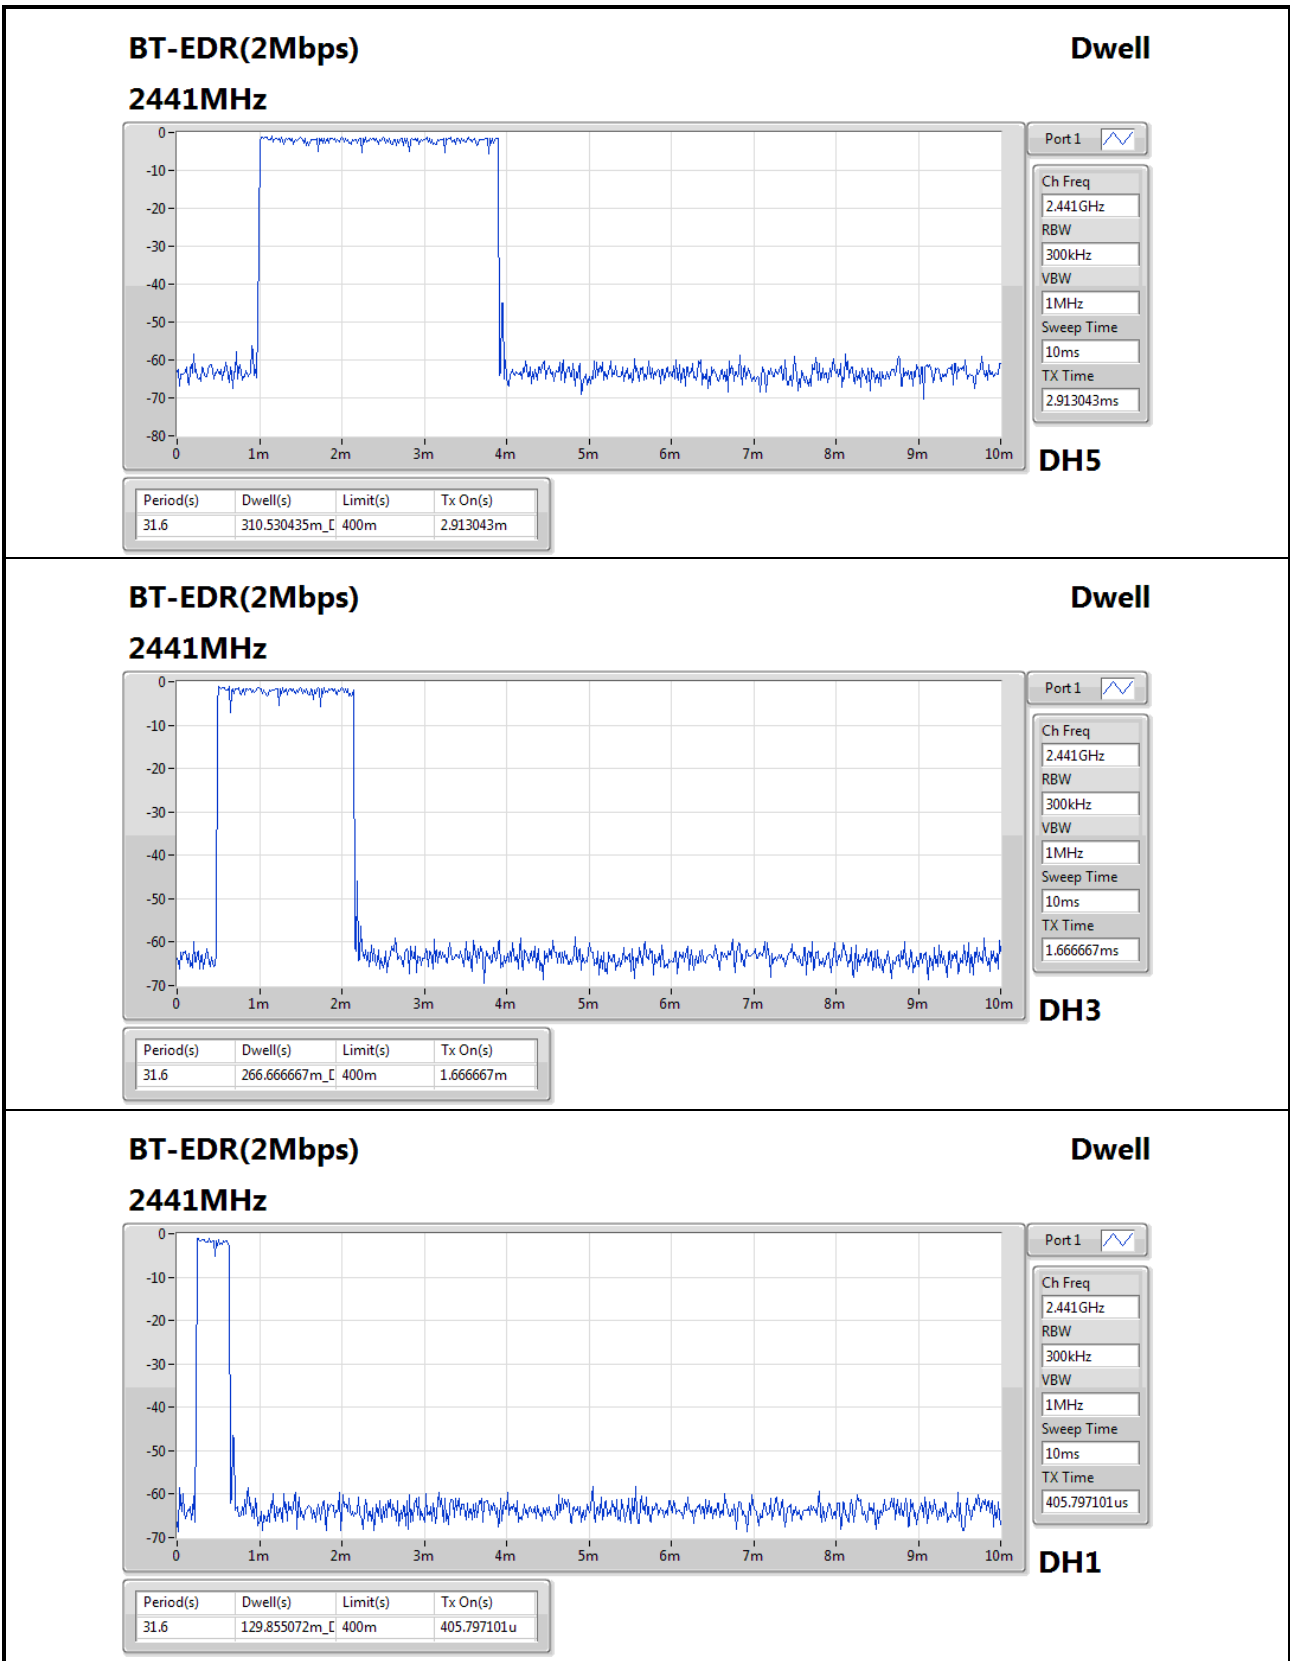 BT-EDR(2Mbps) Dwell
2441MHz
0
-10
-20
-30
-40
-50
-60
-70
-80
0 1m 2m 3m 4m 5m 6m 7m 8m 9m 10m
Port 1
Ch Freq
2.441GHz
RBW
300kHz
VBW
1MHz
Sweep Time
10ms
TX Time
2.913043ms
DH5
Period(s) Dwell(s) Limit(s) Tx On(s)
31.6 310.530435m_D 400m 2.913043m
BT-EDR(2Mbps) Dwell
2441MHz
0
-10
-20
-30
-40
-50
-60
-70
0 1m 2m 3m 4m 5m 6m 7m 8m 9m 10m
Port 1
Ch Freq
2.441GHz
RBW
300kHz
VBW
1MHz
Sweep Time
10ms
TX Time
1.666667ms
DH3
Period(s) Dwell(s) Limit(s) Tx On(s)
31.6 266.666667m_D 400m 1.666667m
BT-EDR(2Mbps) Dwell
2441MHz
0
-10
-20
-30
-40
-50
-60
-70
0 1m 2m 3m 4m 5m 6m 7m 8m 9m 10m
Port 1
Ch Freq
2.441GHz
RBW
300kHz
VBW
1MHz
Sweep Time
10ms
TX Time
405.797101us
DH1
Period(s) Dwell(s) Limit(s) Tx On(s)
31.6 129.855072m_D 400m 405.797101u